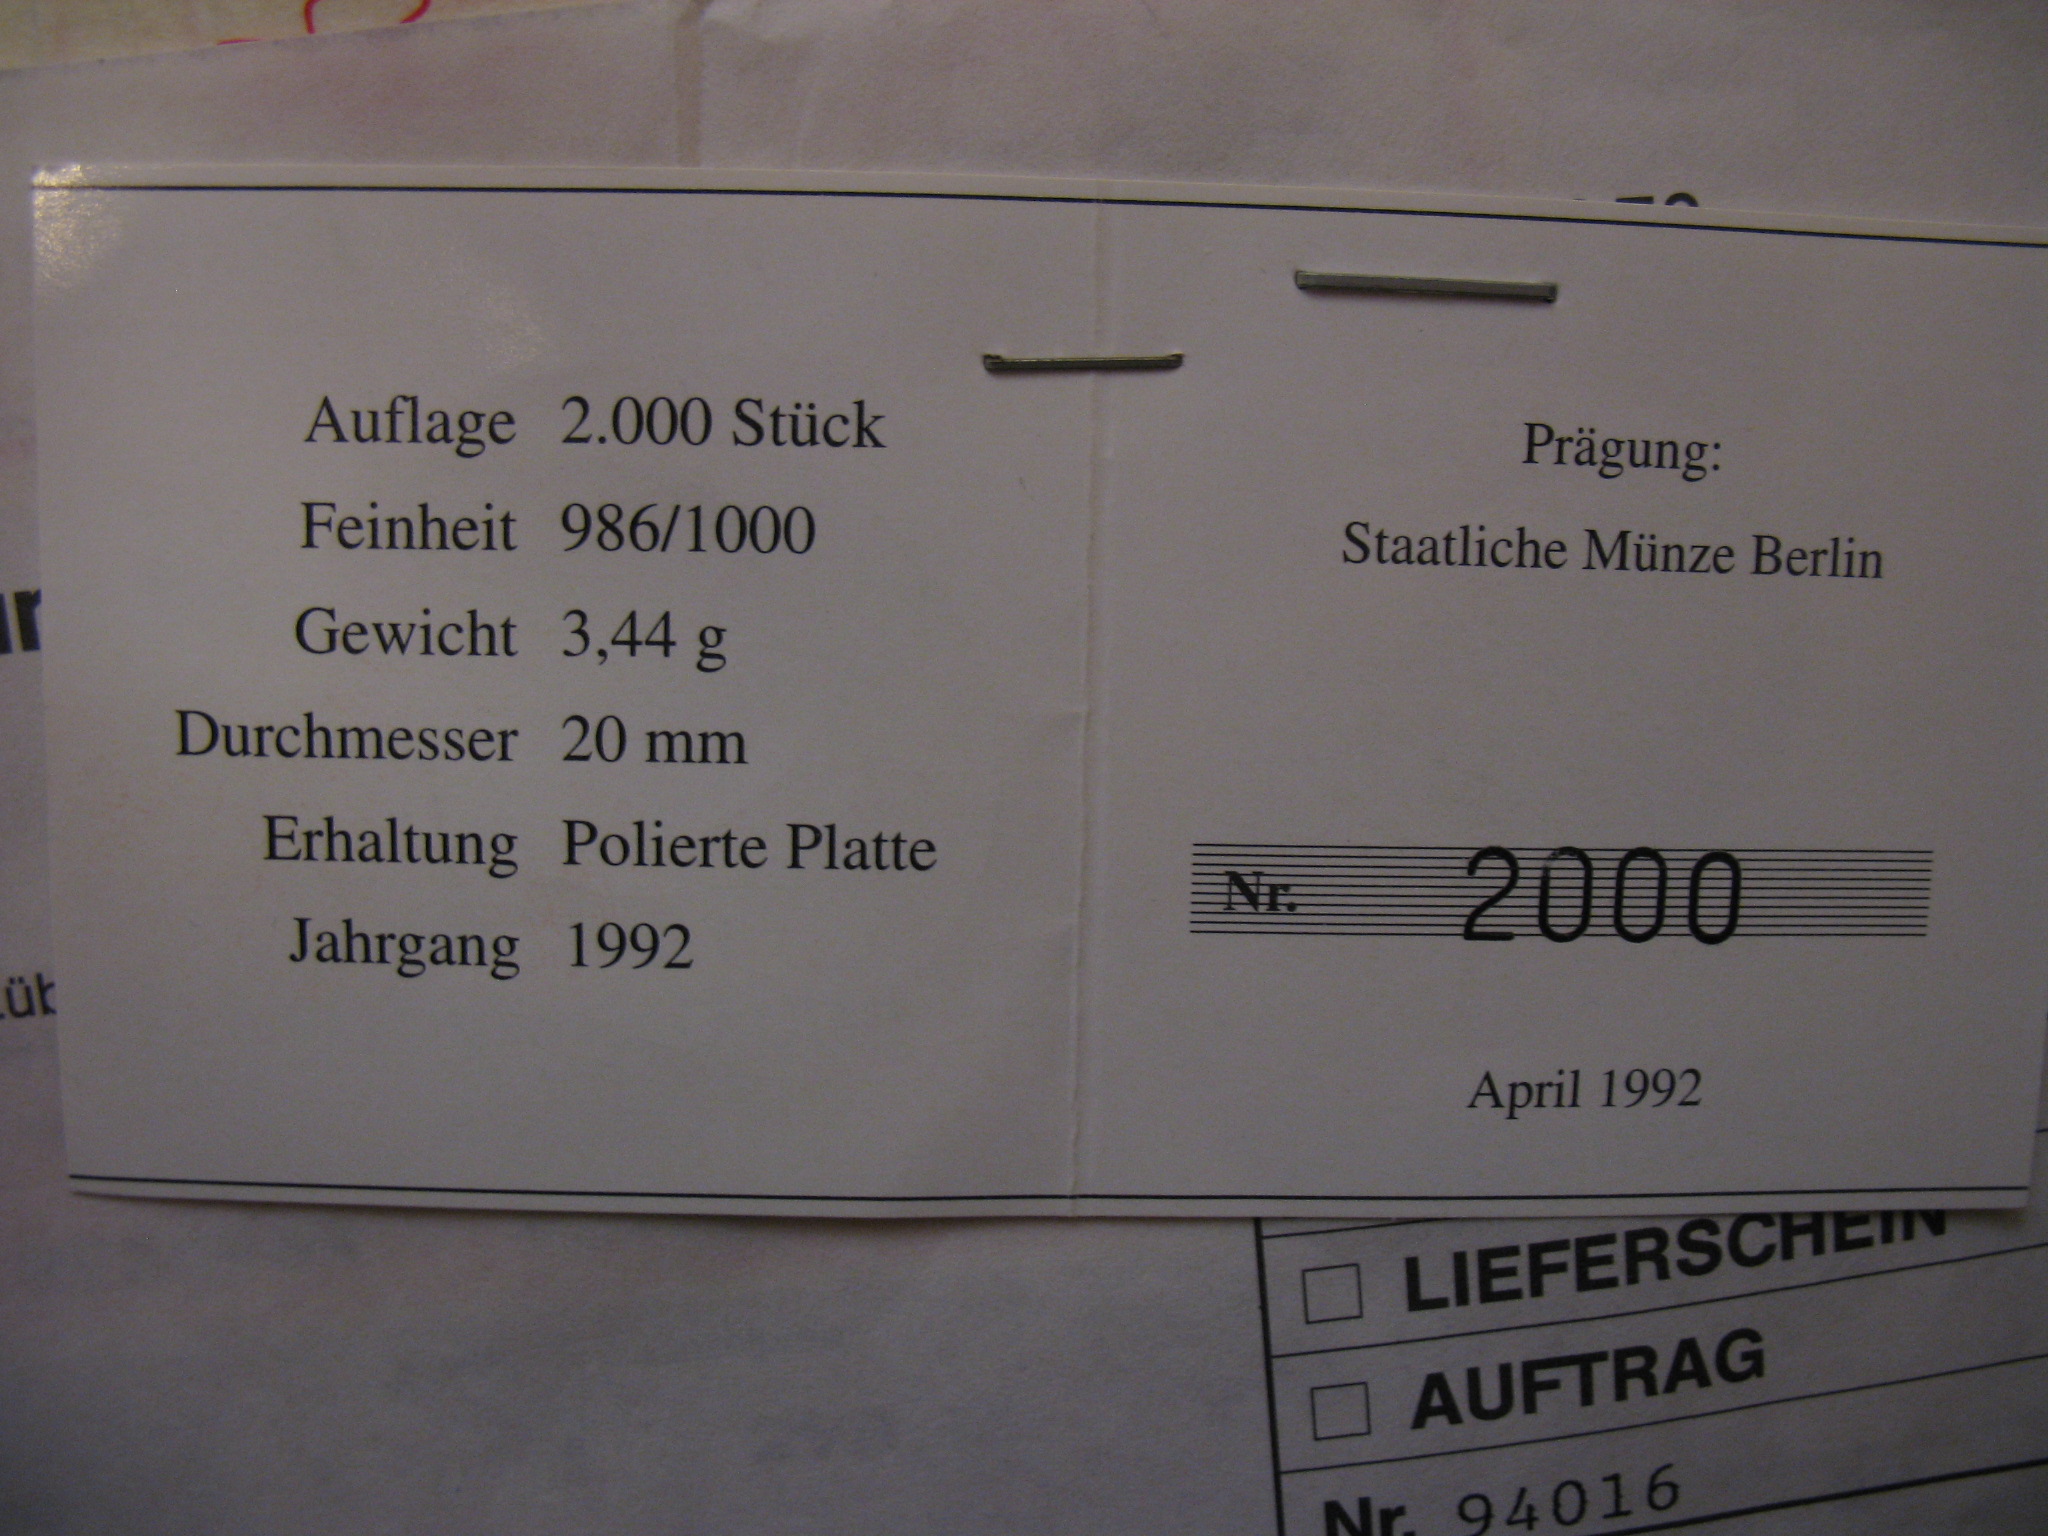 Auflage 2.000 Stück
Feinheit 986/1000
Gewicht 3,44 g
Durchmesser 20 mm
Erhaltung Polierte Platte
Jahrgang 1992
Prägung:
Staatliche Münze Berlin
Nr. 2000
April 1992
LIEFERSCHEIN
AUFTRAG
Nr. 94016